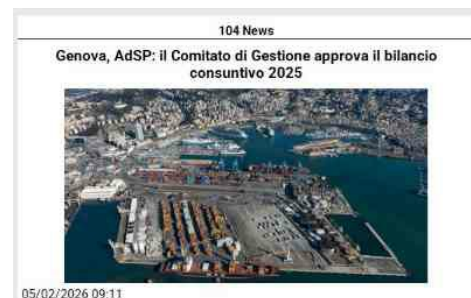 104 News
Genova, AdSP: il Comitato di Gestione approva il bilancio
consuntivo 2025
05/02/2026 09:11